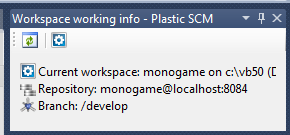 Workspace working info - Plastic SCM
Current workspace: monogame on c:\vb50 (D
Repository: monogame@localhost:8084
Branch: /develop